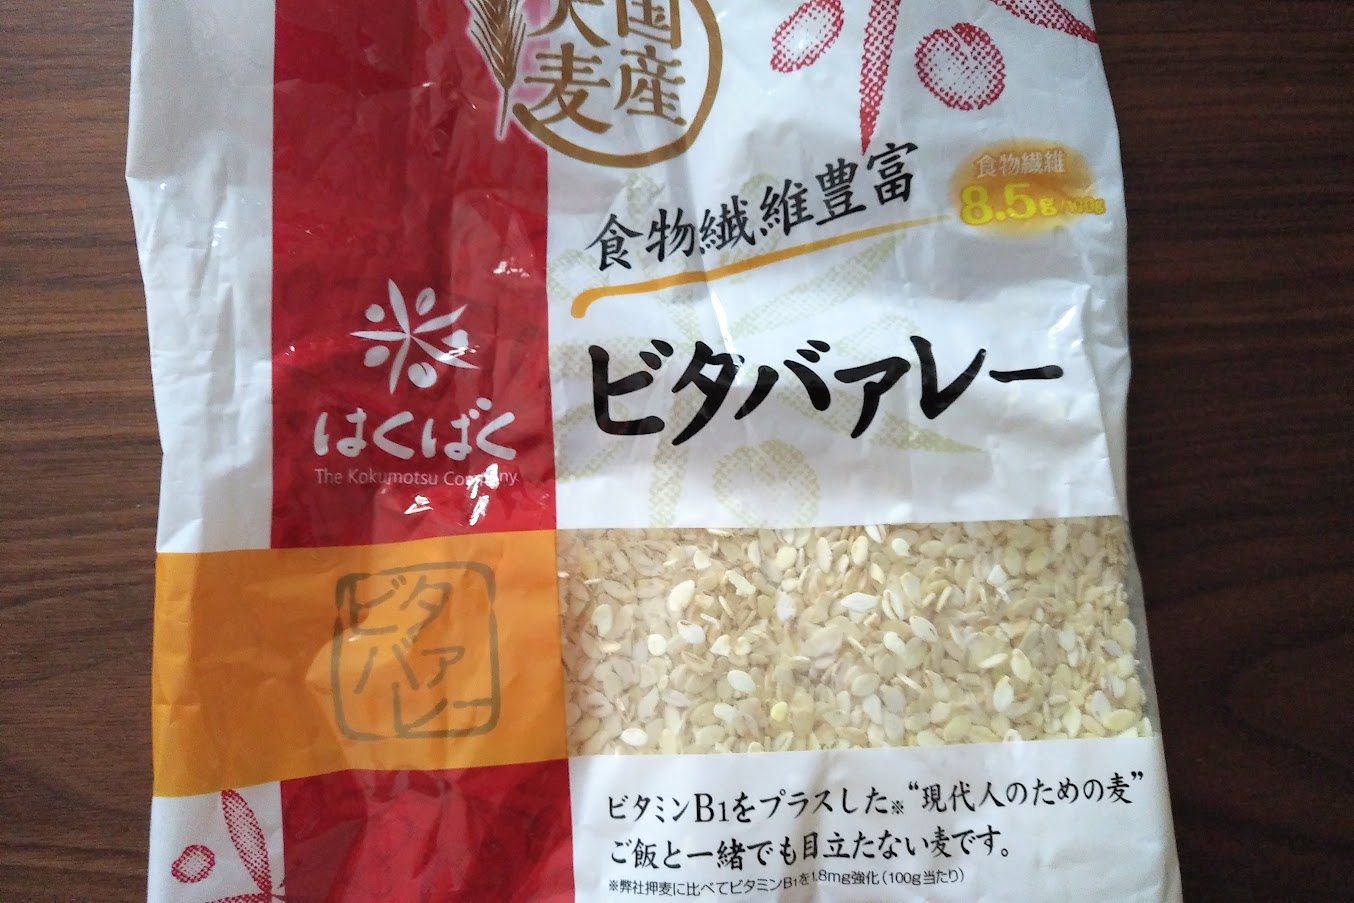 国産
大麦
食物繊維豊富
食物繊維
8.5g/100g
ビタバァレー
はくばく
The Kokumotsu Company
ビタ
バァ
レー
ビタミンB1をプラスした※“現代人のための麦”
ご飯と一緒でも目立たない麦です。
※弊社押麦に比べてビタミンB1を1.8mg強化(100g当たり)